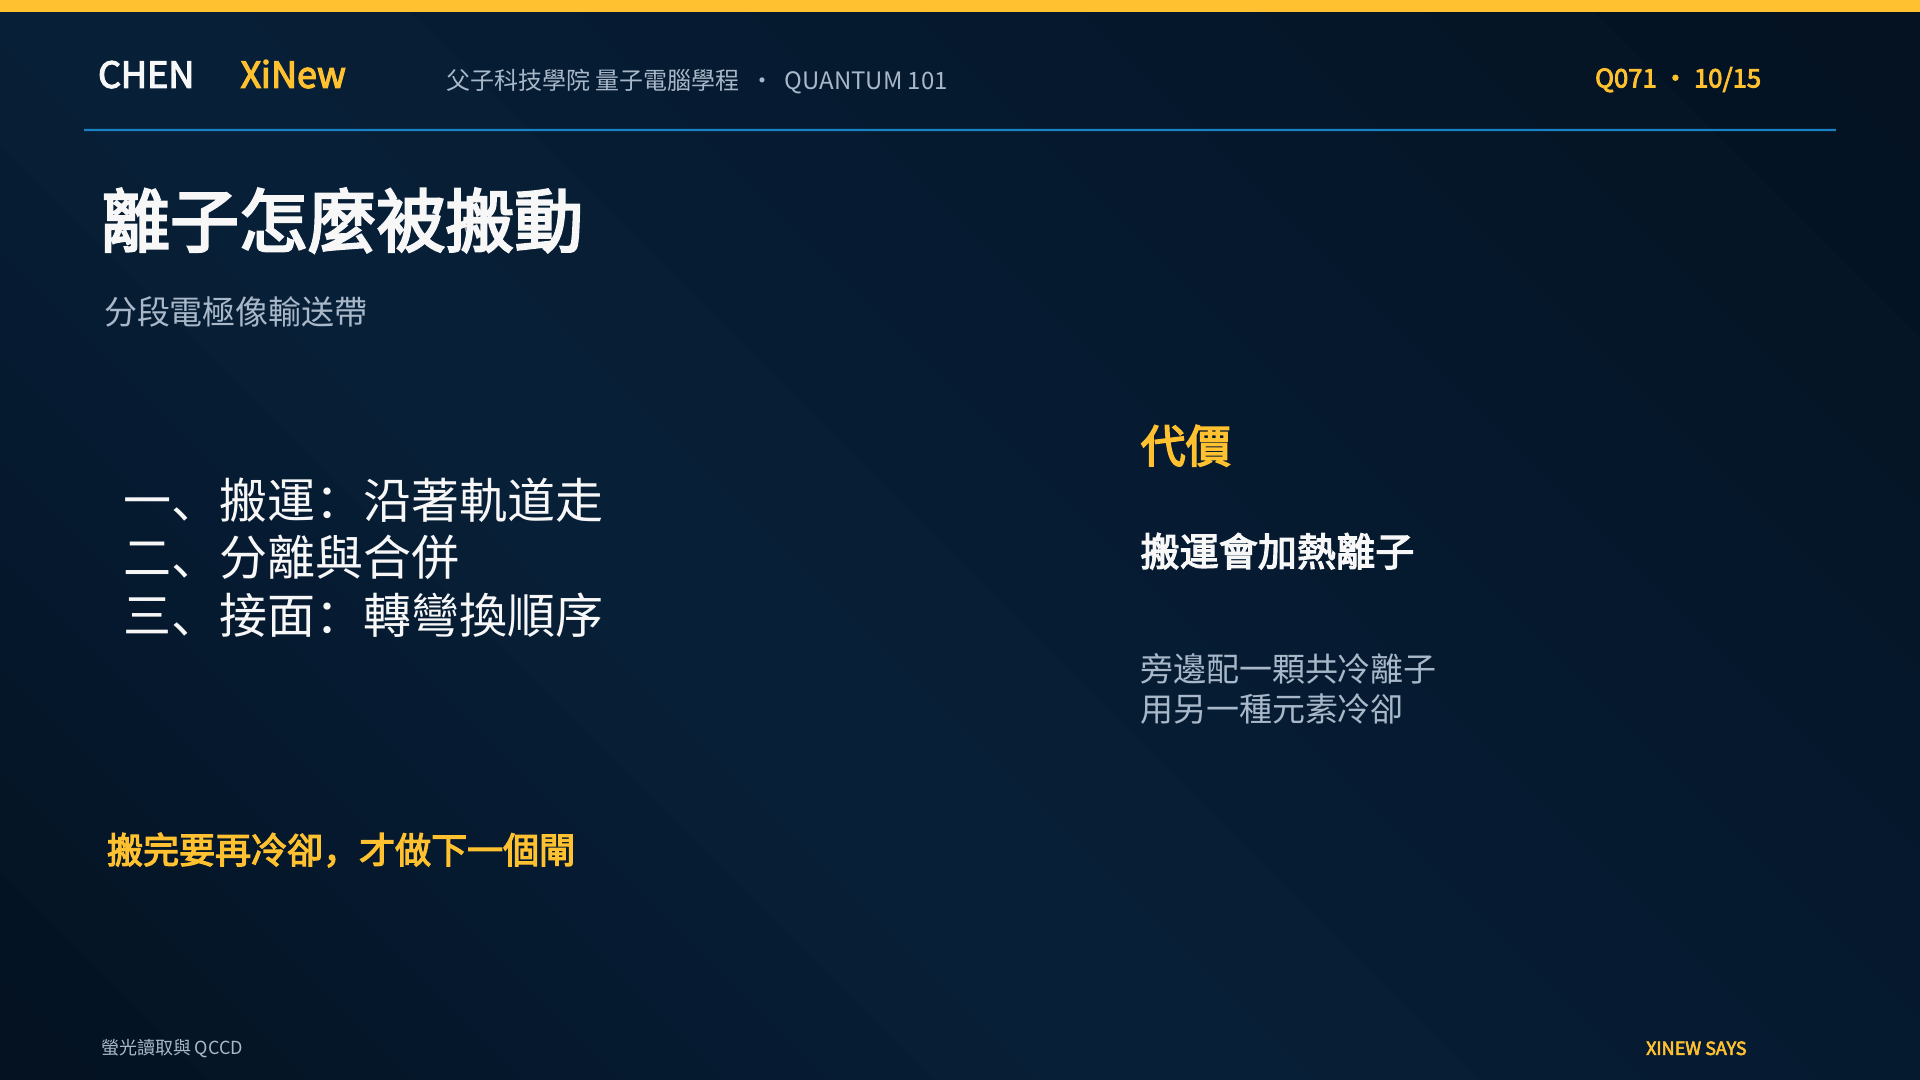 CHEN XiNew 父子科技學院 量子電腦學程 • QUANTUM 101 Q071 • 10/15
離子怎麼被搬動
分段電極像輸送帶
一、搬運：沿著軌道走
二、分離與合併
三、接面：轉彎換順序
搬完要再冷卻，才做下一個閘
代價
搬運會加熱離子
旁邊配一顆共冷離子
用另一種元素冷卻
螢光讀取與 QCCD
XINEW SAYS